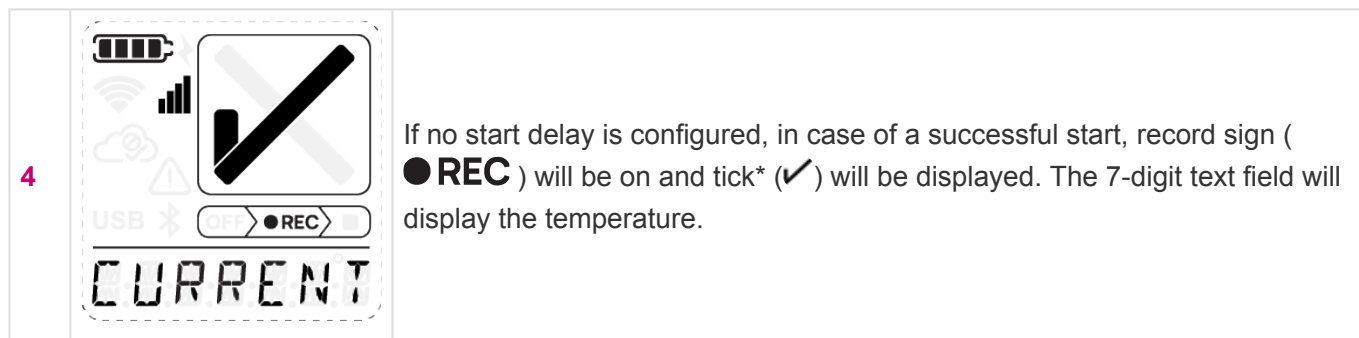 4
USB OFF ●REC
CURRENT
If no start delay is configured, in case of a successful start, record sign (
●REC ) will be on and tick* (✔) will be displayed. The 7-digit text field will
display the temperature.